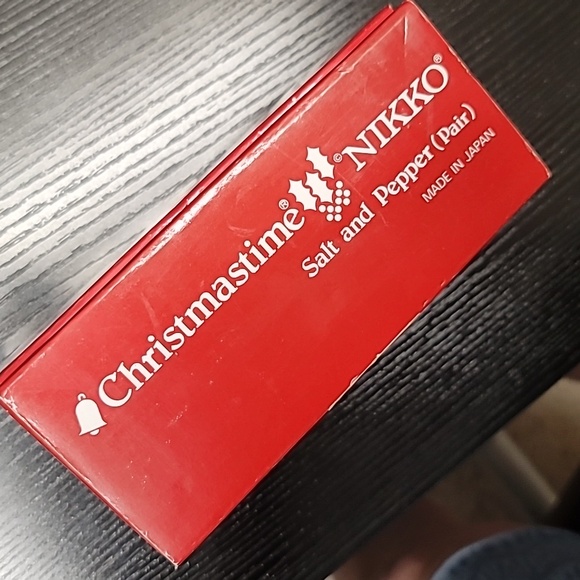 Christmastime® © NIKKO®
Salt and Pepper (Pair)
MADE IN JAPAN